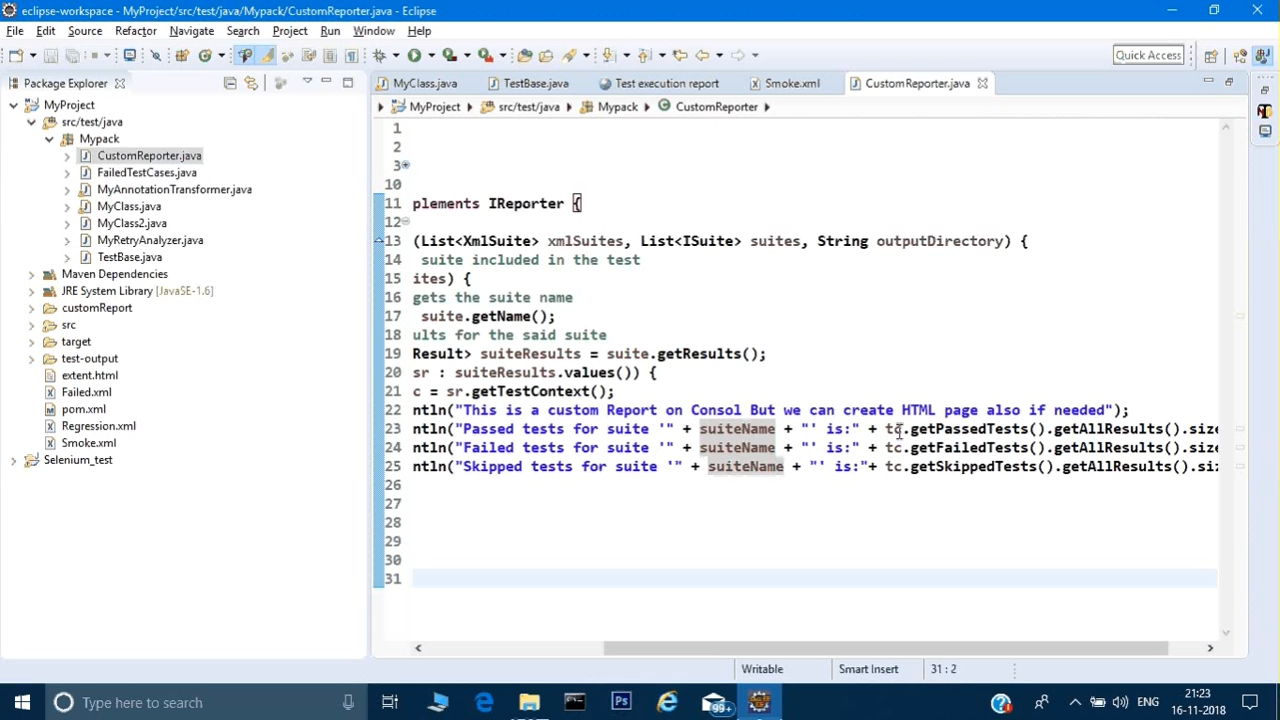 eclipse-workspace - MyProject/src/test/java/Mypack/CustomReporter.java - Eclipse
File Edit Source Refactor Navigate Search Project Run Window Help
Quick Access
Package Explorer
MyClass.java TestBase.java Test execution report Smoke.xml CustomReporter.java
MyProject src/test/java Mypack CustomReporter
MyProject
src/test/java
Mypack
CustomReporter.java
FailedTestCases.java
MyAnnotationTransformer.java
MyClass.java
MyClass2.java
MyRetryAnalyzer.java
TestBase.java
Maven Dependencies
JRE System Library [JavaSE-1.6]
customReport
src
target
test-output
extent.html
Failed.xml
pom.xml
Regression.xml
Smoke.xml
Selenium_test
1
2
3
10
11 plements IReporter {
12
13 (List<XmlSuite> xmlSuites, List<ISuite> suites, String outputDirectory) {
14 suite included in the test
15 ites) {
16 gets the suite name
17 suite.getName();
18 ults for the said suite
19 Result> suiteResults = suite.getResults();
20 sr : suiteResults.values()) {
21 c = sr.getTestContext();
22 ntln("This is a custom Report on Consol But we can create HTML page also if needed");
23 ntln("Passed tests for suite '" + suiteName + "' is:" + tc.getPassedTests().getAllResults().size
24 ntln("Failed tests for suite '" + suiteName + "' is:" + tc.getFailedTests().getAllResults().size
25 ntln("Skipped tests for suite '" + suiteName + "' is:"+ tc.getSkippedTests().getAllResults().size
26
27
28
29
30
31
Writable Smart Insert 31 : 2
Type here to search
Ps
99+
ENG
21:23
16-11-2018